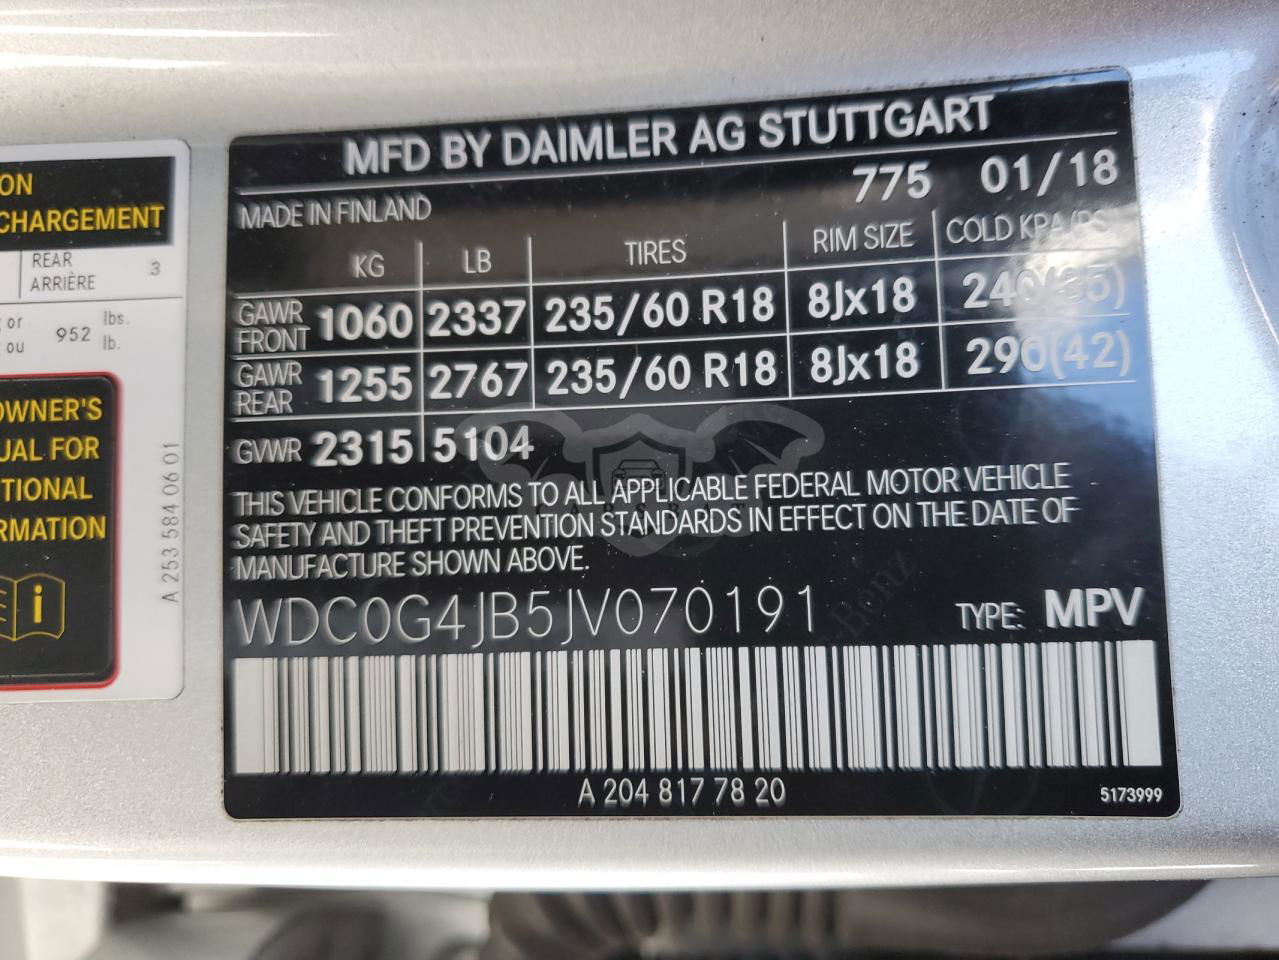 ON
CHARGEMENT
REAR
ARRIÈRE 3
or
ou
952 lbs.
lb.
OWNER'S
UAL FOR
TIONAL
RMATION
i
A 253 584 06 01
MFD BY DAIMLER AG STUTTGART
MADE IN FINLAND 775 01/18
KG LB TIRES RIM SIZE COLD KPA(PSI)
GAWR FRONT 1060 2337 235/60 R18 8Jx18 240(35)
GAWR REAR 1255 2767 235/60 R18 8Jx18 290(42)
GVWR 2315 5104
THIS VEHICLE CONFORMS TO ALL APPLICABLE FEDERAL MOTOR VEHICLE
SAFETY AND THEFT PREVENTION STANDARDS IN EFFECT ON THE DATE OF
MANUFACTURE SHOWN ABOVE.
WDC0G4JB5JV070191 TYPE: MPV
A 204 817 78 20
5173999